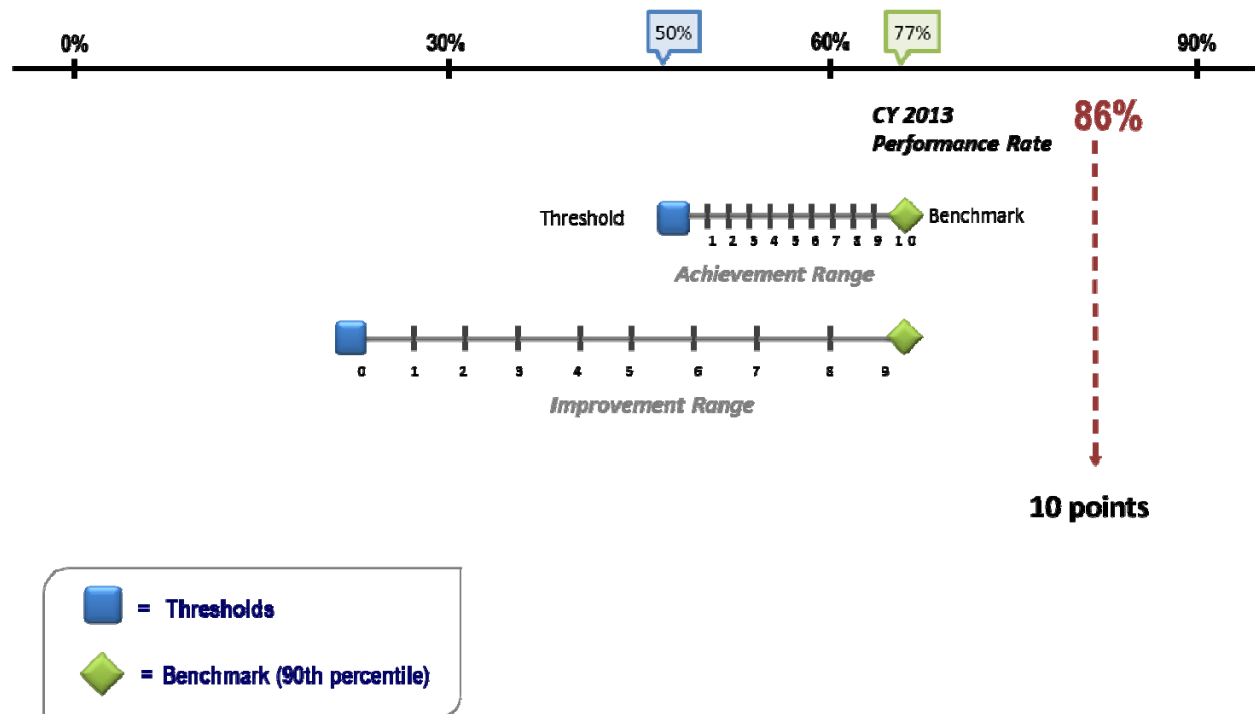 0% 30% 50% 60% 77% 90%
CY 2013 86%
Performance Rate
Threshold Benchmark
1 2 3 4 5 6 7 8 9 1 0
Achievement Range
0 1 2 3 4 5 6 7 8 9
Improvement Range
10 points
= Thresholds
= Benchmark (90th percentile)